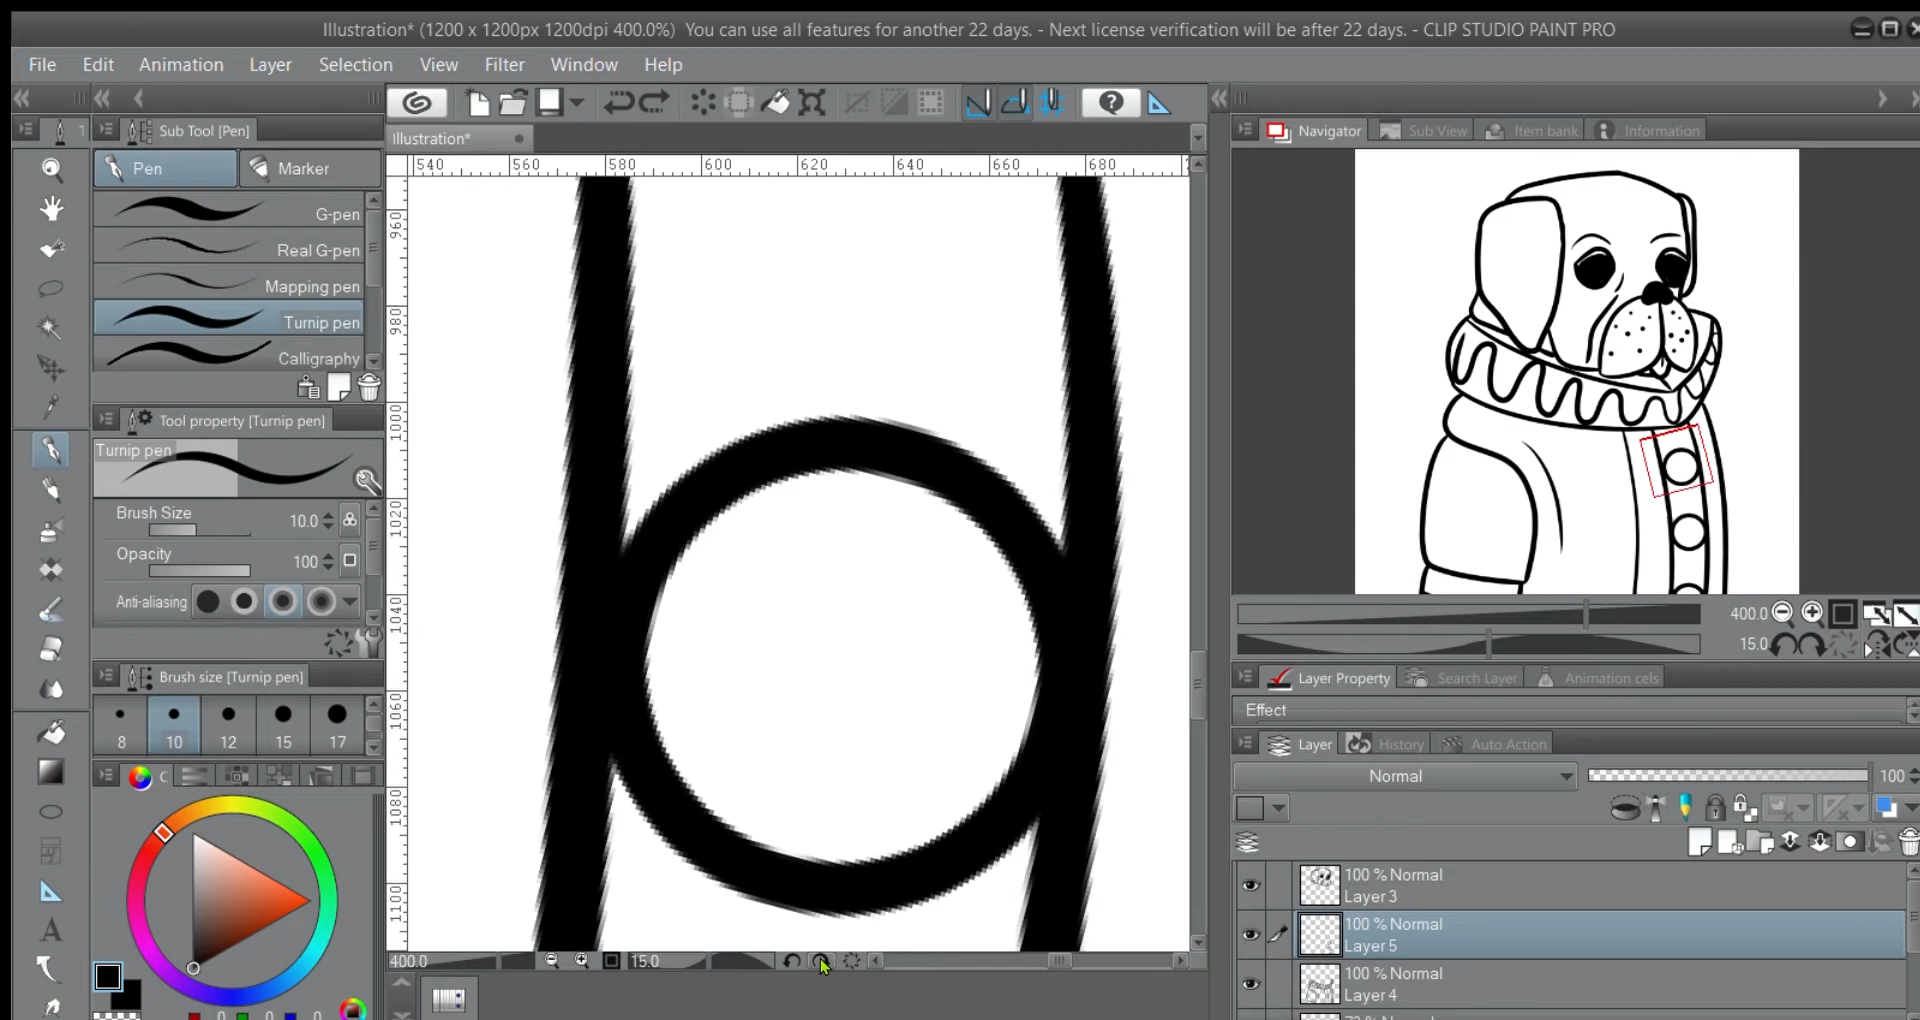 Illustration* (1200 x 1200px 1200dpi 400.0%)  You can use all features for another 22 days. - Next license verification will be after 22 days. - CLIP STUDIO PAINT PRO
File Edit Animation Layer Selection View Filter Window Help
1 Sub Tool [Pen]
Illustration*
Navigator Sub View Item bank Information
Pen Marker
540 560 580 600 620 640 660 680
G-pen
Real G-pen
Mapping pen
Turnip pen
Calligraphy
960
980
1000
1020
1040
1060
1080
1100
Tool property [Turnip pen]
Turnip pen
Brush Size 10.0
Opacity 100
Anti-aliasing
400.0
15.0
Brush size [Turnip pen]
8 10 12 15 17
Layer Property Search Layer Animation cels
Effect
Layer History Auto Action
Normal 100
C
100 % Normal
Layer 3
100 % Normal
Layer 5
100 % Normal
Layer 4
400.0 15.0
A
0 0 0